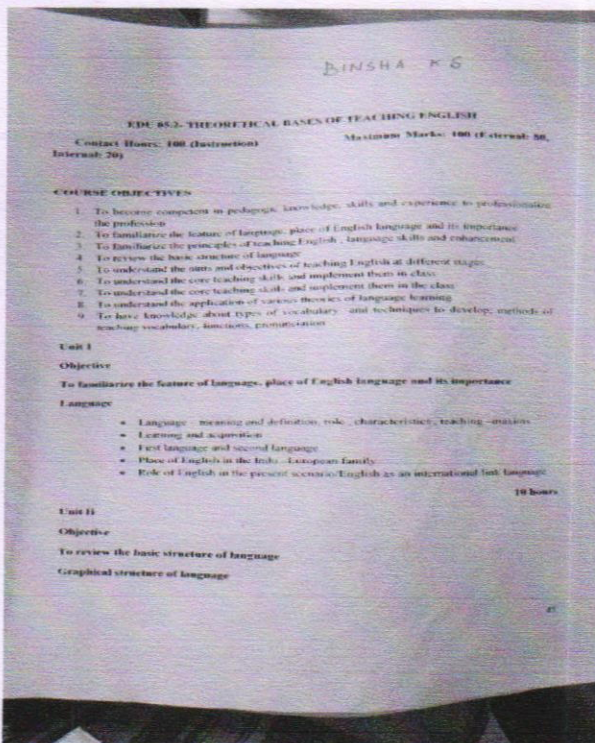 BINSHA K S
EDU 05.2- THEORETICAL BASES OF TEACHING ENGLISH
Contact Hours: 100 (Instruction) Maximum Marks: 100 (External: 80,
Internal: 20)
COURSE OBJECTIVES
1. To become competent in pedagogic knowledge, skills and experience to professionalize
the profession
2. To familiarize the feature of language, place of English language and its importance
3. To familiarize the principles of teaching English , language skills and enhancement
4. To review the basic structure of language
5. To understand the aims and objectives of teaching English at different stages
6. To understand the core teaching skills and implement them in class
7. To understand the core teaching skills and implement them in the class
8. To understand the application of various theories of language learning
9. To have knowledge about types of vocabulary and techniques to develop, methods of
teaching vocabulary, functions, pronunciation
Unit I
Objective
To familiarize the feature of language, place of English language and its importance
Language
• Language – meaning and definition, role , characteristics , teaching –maxims
• Learning and acquisition
• First language and second language
• Place of English in the Indo –European family
• Role of English in the present scenario/English as an international link language
10 hours
Unit II
Objective
To review the basic structure of language
Graphical structure of language